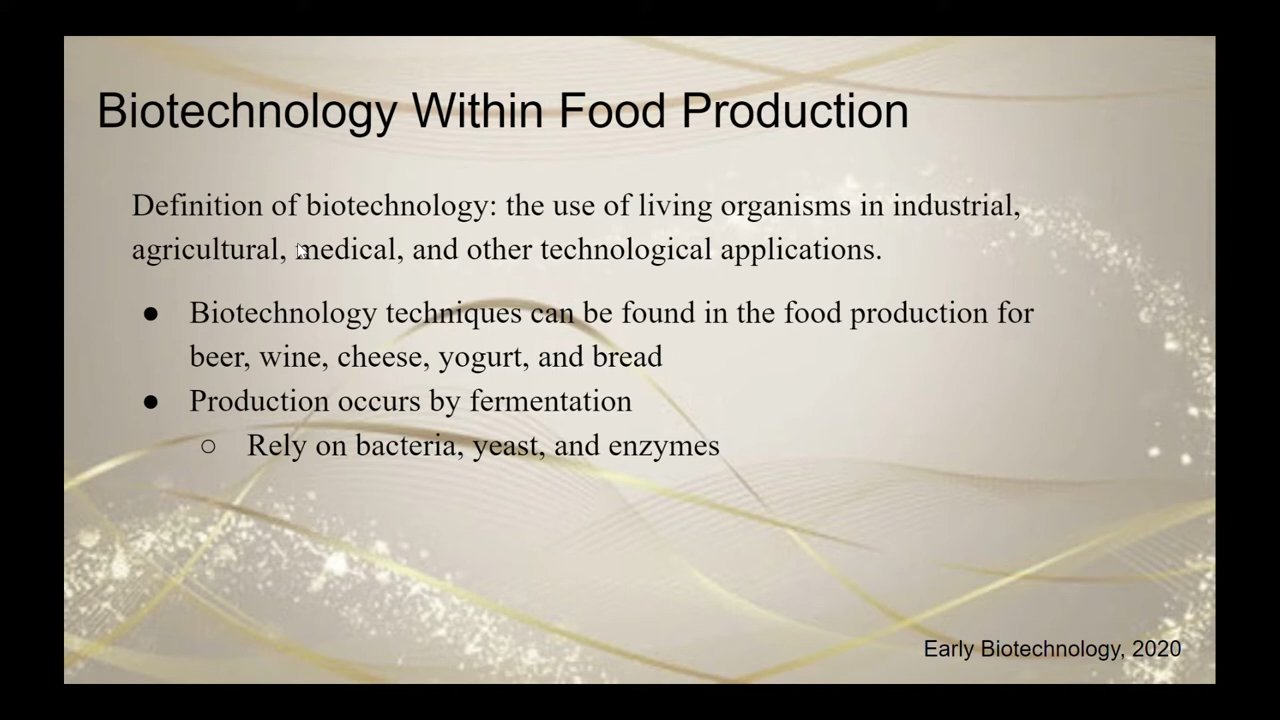 Biotechnology Within Food Production
Definition of biotechnology: the use of living organisms in industrial,
agricultural, medical, and other technological applications.
● Biotechnology techniques can be found in the food production for
beer, wine, cheese, yogurt, and bread
● Production occurs by fermentation
○ Rely on bacteria, yeast, and enzymes
Early Biotechnology, 2020